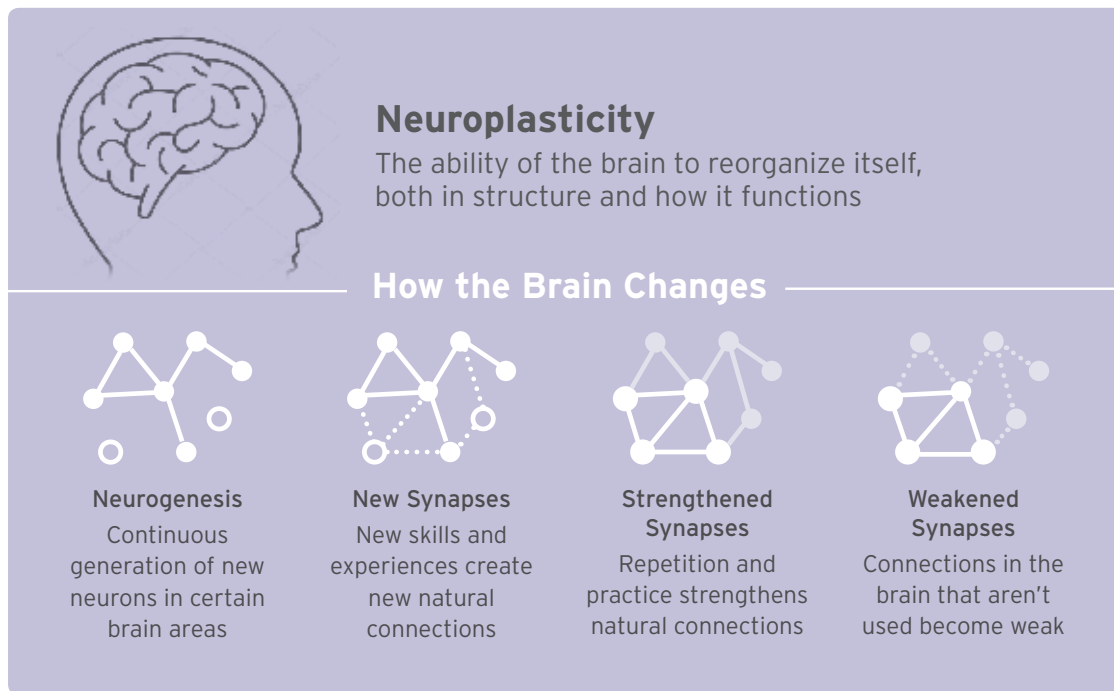 Neuroplasticity
The ability of the brain to reorganize itself,
both in structure and how it functions
How the Brain Changes
Neurogenesis
Continuous
generation of new
neurons in certain
brain areas
New Synapses
New skills and
experiences create
new natural
connections
Strengthened
Synapses
Repetition and
practice strengthens
natural connections
Weakened
Synapses
Connections in the
brain that aren't
used become weak